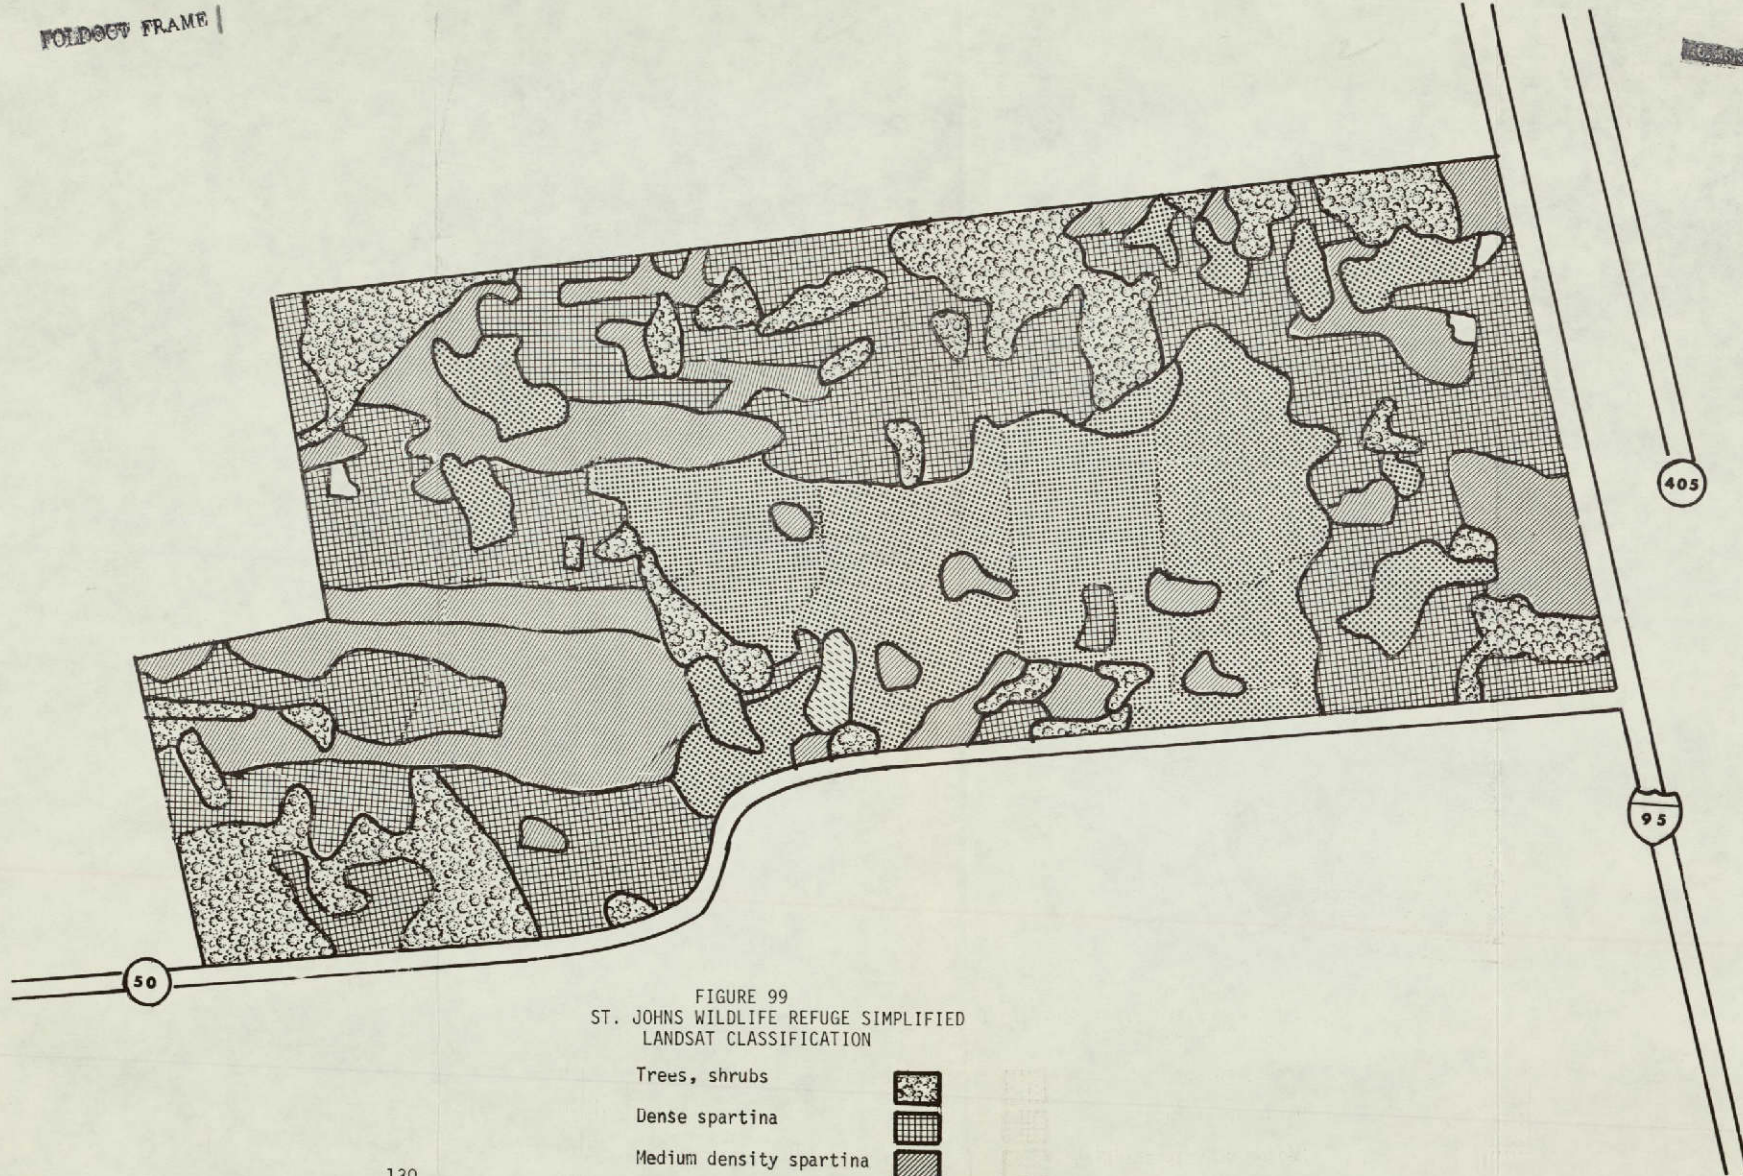 FOLDOUT FRAME
405
95
50
FIGURE 99
ST. JOHNS WILDLIFE REFUGE SIMPLIFIED
LANDSAT CLASSIFICATION
Trees, shrubs
Dense spartina
Medium density spartina